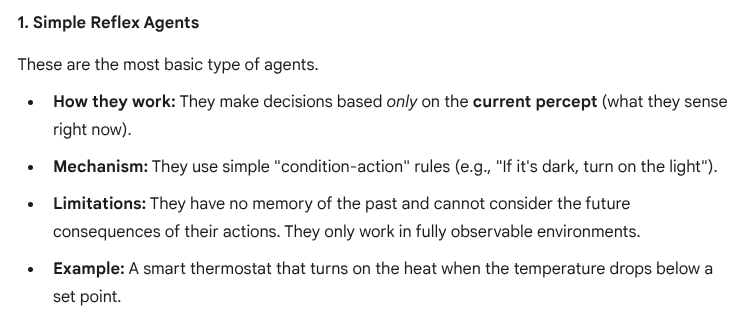 1. Simple Reflex Agents
These are the most basic type of agents.
• How they work: They make decisions based only on the current percept (what they sense
right now).
• Mechanism: They use simple "condition-action" rules (e.g., "If it's dark, turn on the light").
• Limitations: They have no memory of the past and cannot consider the future
consequences of their actions. They only work in fully observable environments.
• Example: A smart thermostat that turns on the heat when the temperature drops below a
set point.